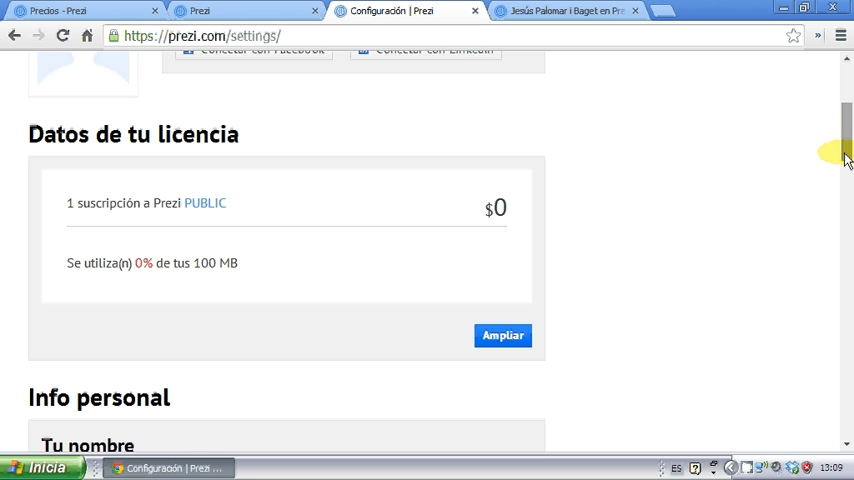 Precios - Prezi
Prezi
Configuración | Prezi
Jesús Palomar i Baget en Pre
https://prezi.com/settings/
»
Conectar con Facebook
Conectar con LinkedIn
Datos de tu licencia
1 suscripción a Prezi PUBLIC
$0
Se utiliza(n) 0% de tus 100 MB
Ampliar
Info personal
Tu nombre
Inicia
Configuración | Prezi ...
ES
13:09